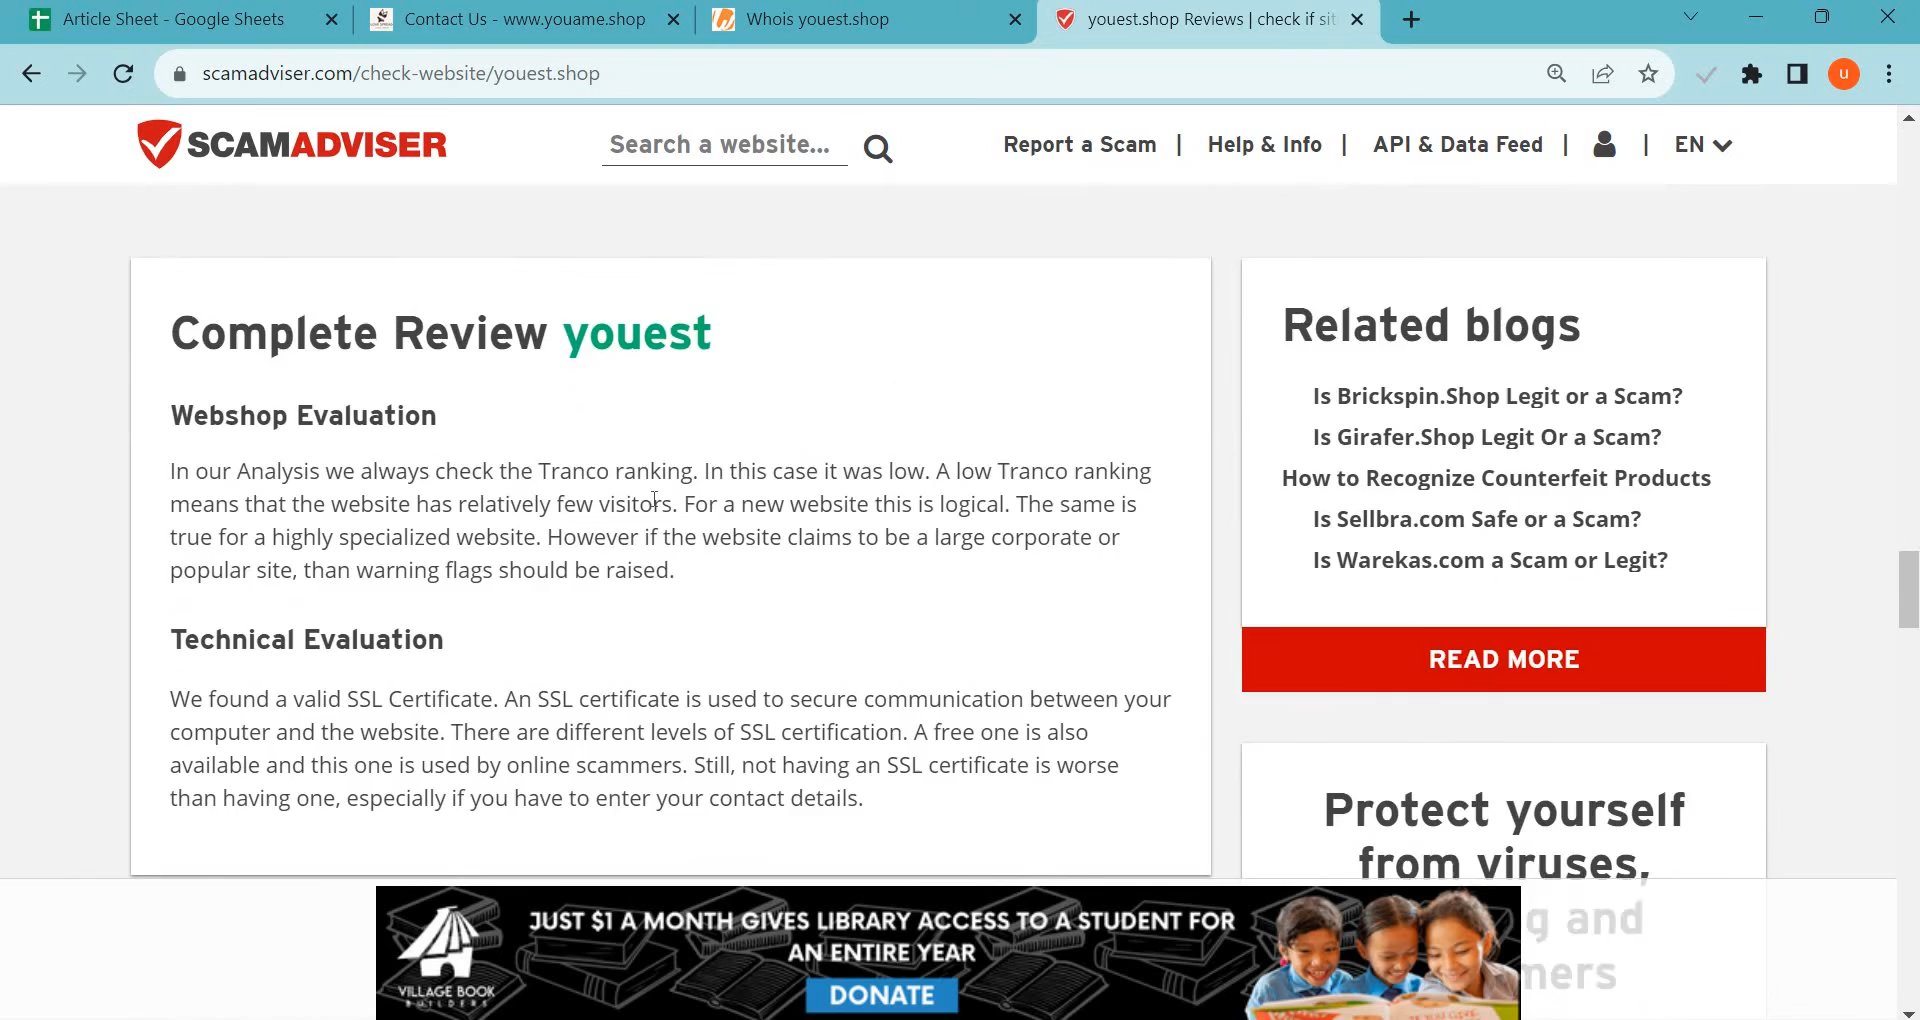 Article Sheet - Google Sheets
Contact Us - www.youame.shop
Whois youest.shop
youest.shop Reviews | check if sit
scamadviser.com/check-website/youest.shop
u
SCAMADVISER
Search a website...
Report a Scam | Help & Info | API & Data Feed | | EN
Complete Review youest
Webshop Evaluation
In our Analysis we always check the Tranco ranking. In this case it was low. A low Tranco ranking
means that the website has relatively few visitors. For a new website this is logical. The same is
true for a highly specialized website. However if the website claims to be a large corporate or
popular site, than warning flags should be raised.
Technical Evaluation
We found a valid SSL Certificate. An SSL certificate is used to secure communication between your
computer and the website. There are different levels of SSL certification. A free one is also
available and this one is used by online scammers. Still, not having an SSL certificate is worse
than having one, especially if you have to enter your contact details.
Related blogs
Is Brickspin.Shop Legit or a Scam?
Is Girafer.Shop Legit Or a Scam?
How to Recognize Counterfeit Products
Is Sellbra.com Safe or a Scam?
Is Warekas.com a Scam or Legit?
READ MORE
Protect yourself
from viruses,
g and
mers
VILLAGE BOOK
BUILDERS
JUST $1 A MONTH GIVES LIBRARY ACCESS TO A STUDENT FOR
AN ENTIRE YEAR
DONATE